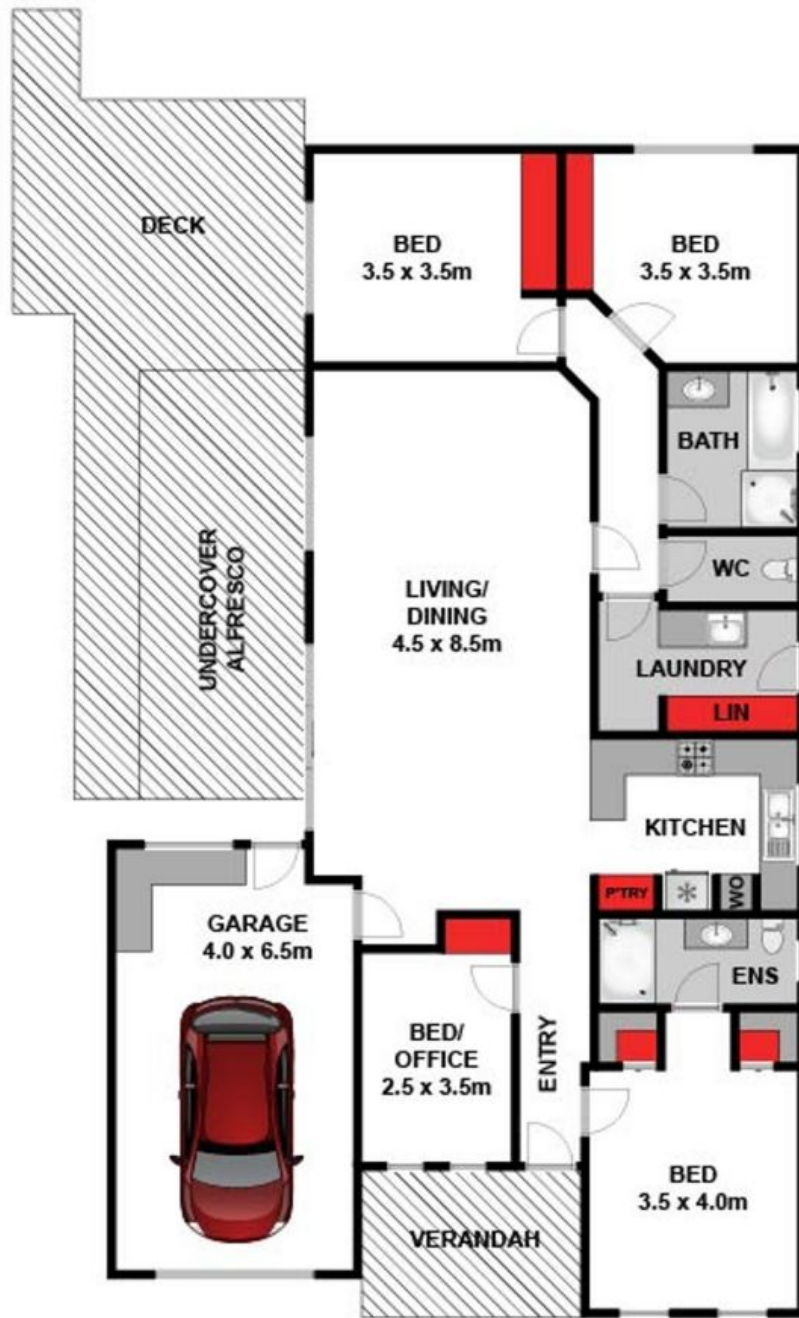 DECK
BED
3.5 x 3.5m
BED
3.5 x 3.5m
BATH
WC
UNDERCOVER
ALFRESCO
LIVING/
DINING
4.5 x 8.5m
LAUNDRY
LIN
KITCHEN
P'TRY
WO
GARAGE
4.0 x 6.5m
ENS
BED/
OFFICE
2.5 x 3.5m
ENTRY
BED
3.5 x 4.0m
VERANDAH